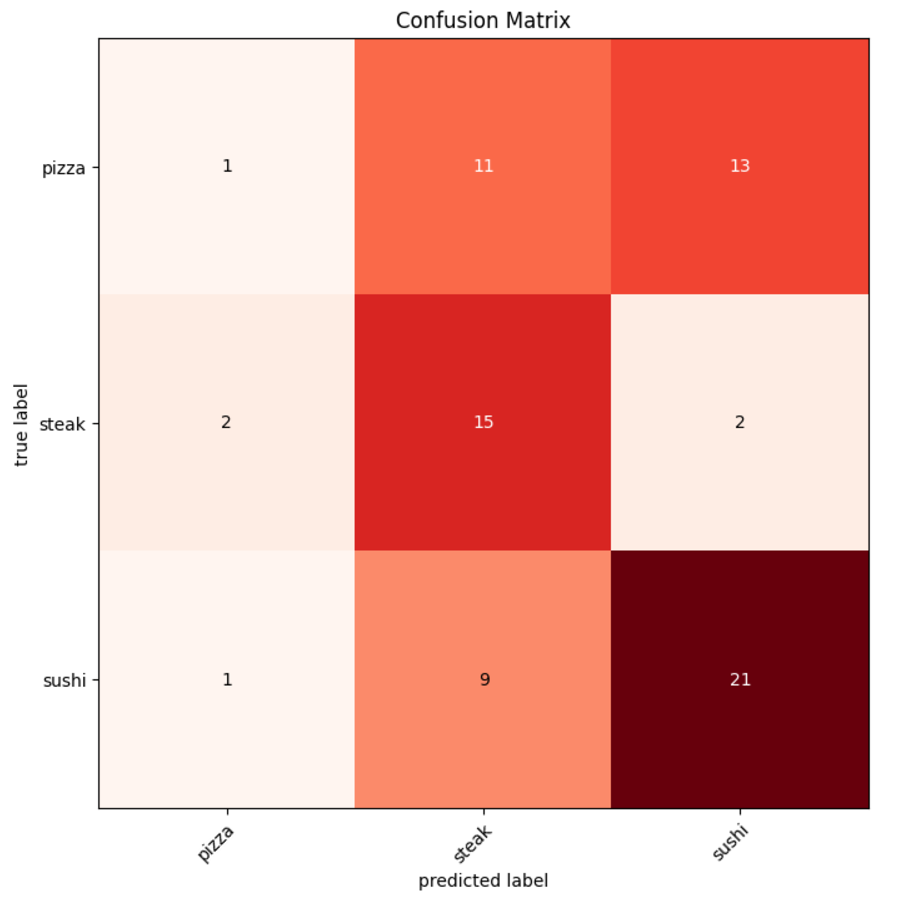 Confusion Matrix
pizza 1 11 13
true label
steak 2 15 2
sushi 1 9 21
pizza steak sushi
predicted label